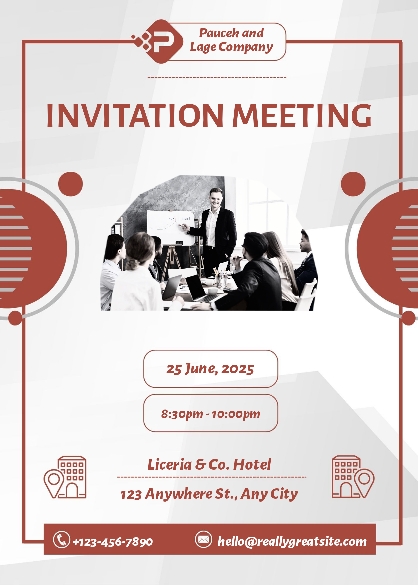 P
Pauceh and
Lage Company
INVITATION MEETING
25 June, 2025
8:30pm - 10:00pm
Liceria & Co. Hotel
123 Anywhere St., Any City
+123-456-7890
hello@reallygreatsite.com